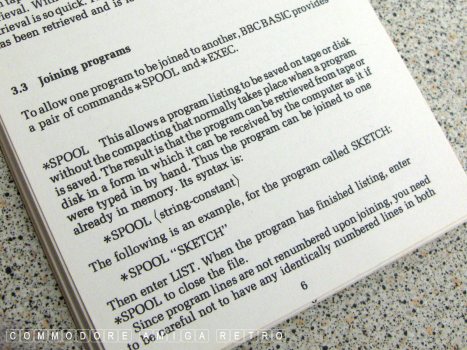 rieval. With
rieval is so quick. F
has been retrieved and is lo
3.3 Joining programs
To allow one program to be joined to another, BBC BASIC provides
a pair of commands *SPOOL and *EXEC.
*SPOOL This allows a program listing to be saved on tape or disk
without the compacting that normally takes place when a program
is saved. The result is that the program can be retrieved from tape or
disk in a form in which it can be received by the computer as it if
were typed in by hand. Thus the program can be joined to one
already in memory. Its syntax is:
*SPOOL (string-constant)
The following is an example, for the program called SKETCH:
*SPOOL "SKETCH"
Then enter LIST. When the program has finished listing, enter
*SPOOL to close the file.
Since program lines are not renumbered upon joining, you need
to be careful not to have any identically numbered lines in both
6
COMMODORE AMIGA RETRO